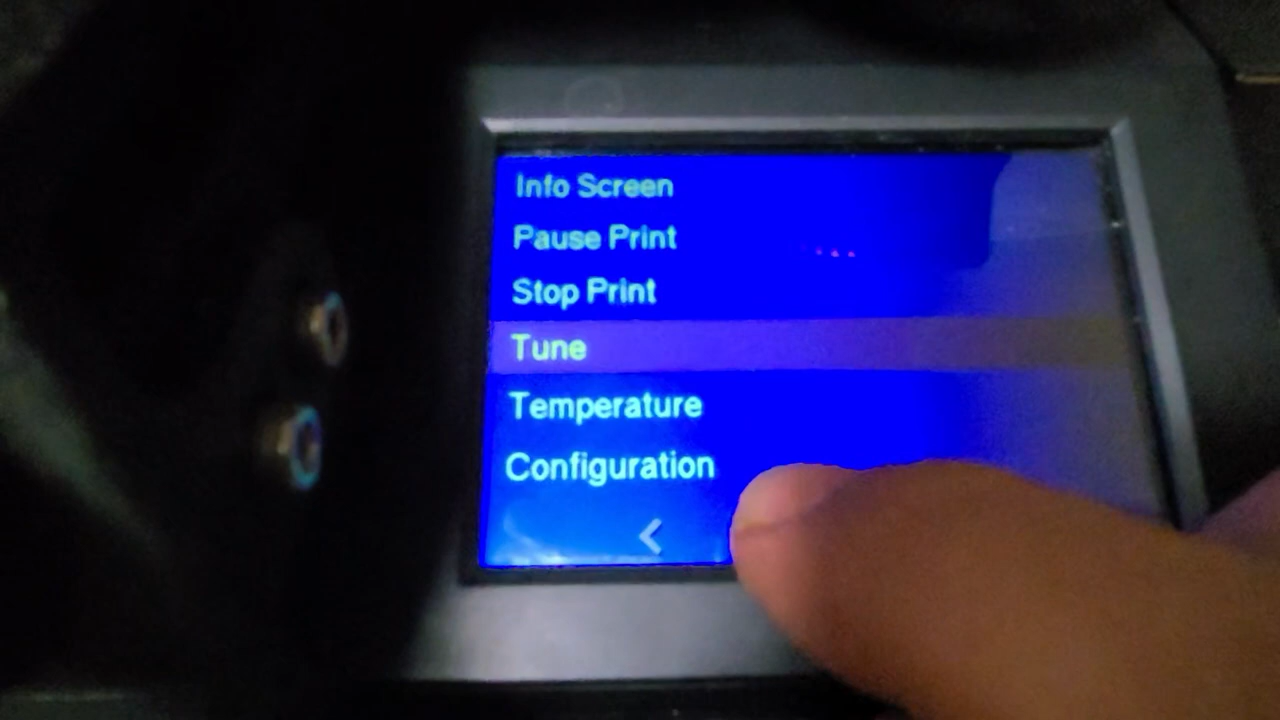 Info Screen
Pause Print
Stop Print
Tune
Temperature
Configuration
<